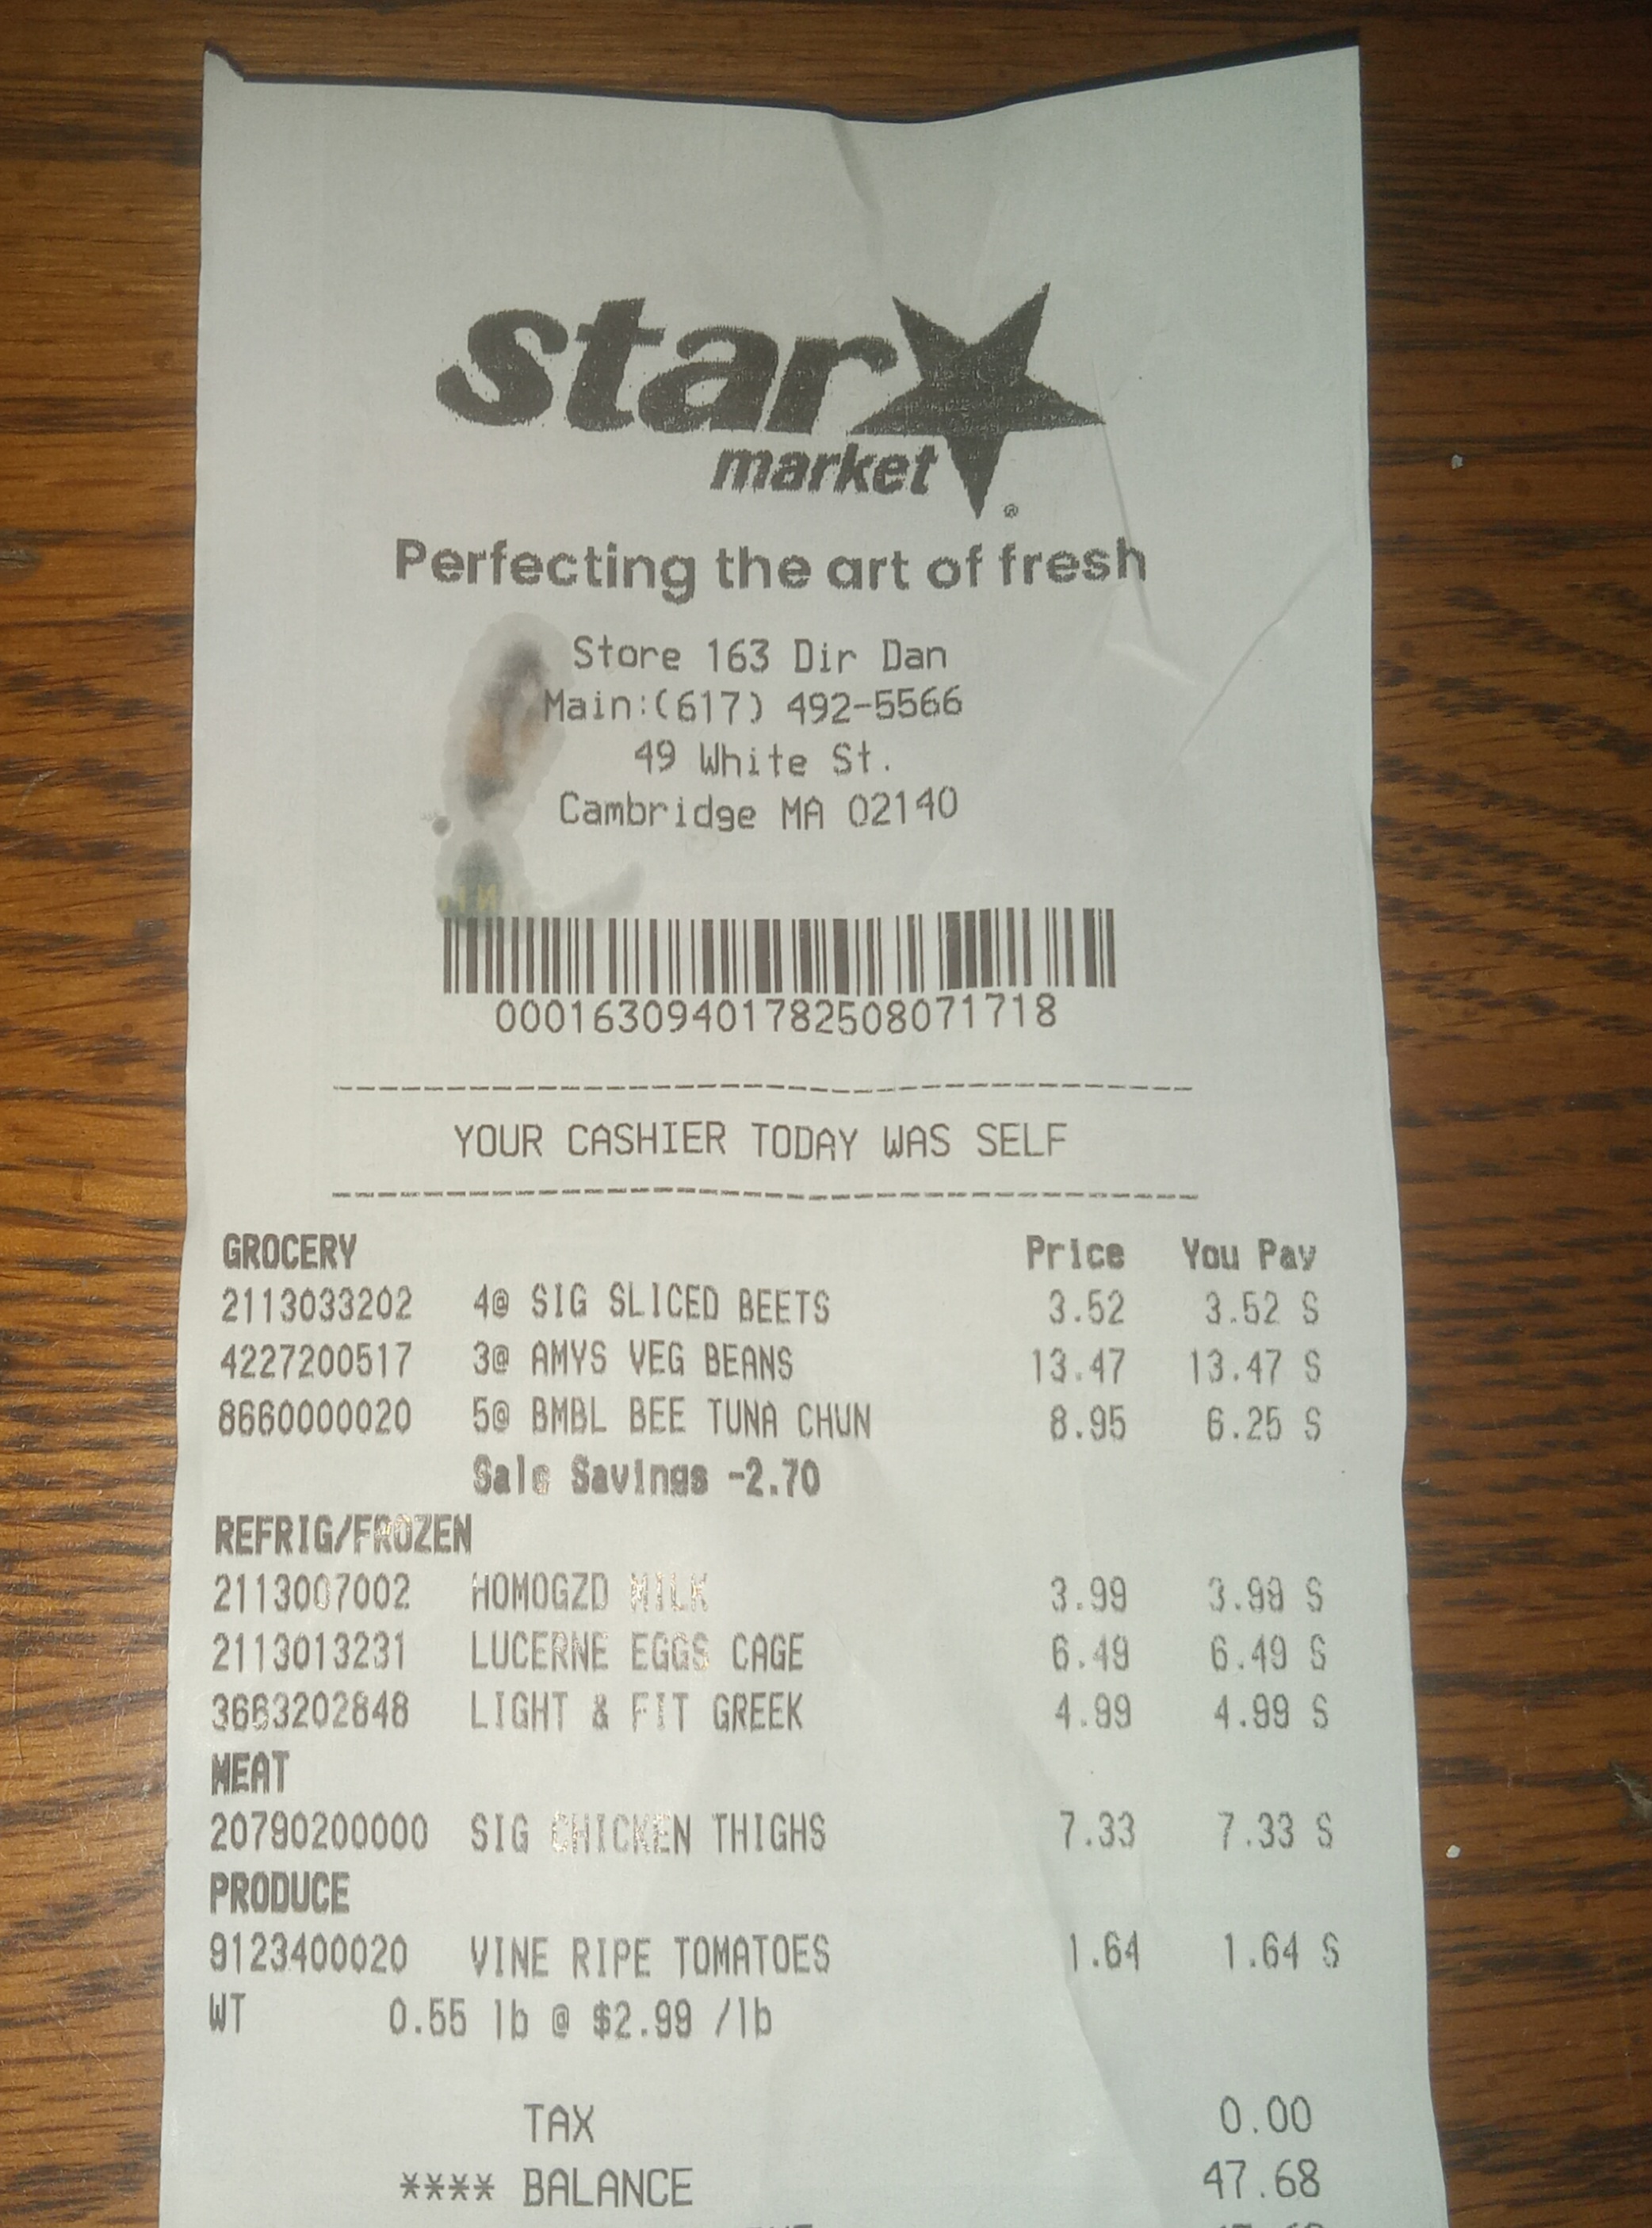 star
market
®
Perfecting the art of fresh
Store 163 Dir Dan
Main:(617) 492-5566
49 White St.
Cambridge MA 02140
00016309401782508071718
YOUR CASHIER TODAY WAS SELF
GROCERY Price You Pay
2113033202 4@ SIG SLICED BEETS 3.52 3.52 S
4227200517 3@ AMYS VEG BEANS 13.47 13.47 S
8660000020 5@ BMBL BEE TUNA CHUN 8.95 6.25 S
Sale Savings -2.70
REFRIG/FROZEN
2113007002 HOMOGZD MILK 3.99 3.99 S
2113013231 LUCERNE EGGS CAGE 6.49 6.49 S
3663202848 LIGHT & FIT GREEK 4.99 4.99 S
MEAT
20790200000 SIG CHICKEN THIGHS 7.33 7.33 S
PRODUCE
9123400020 VINE RIPE TOMATOES 1.64 1.64 S
WT 0.55 lb @ $2.99 /lb
TAX 0.00
**** BALANCE 47.68